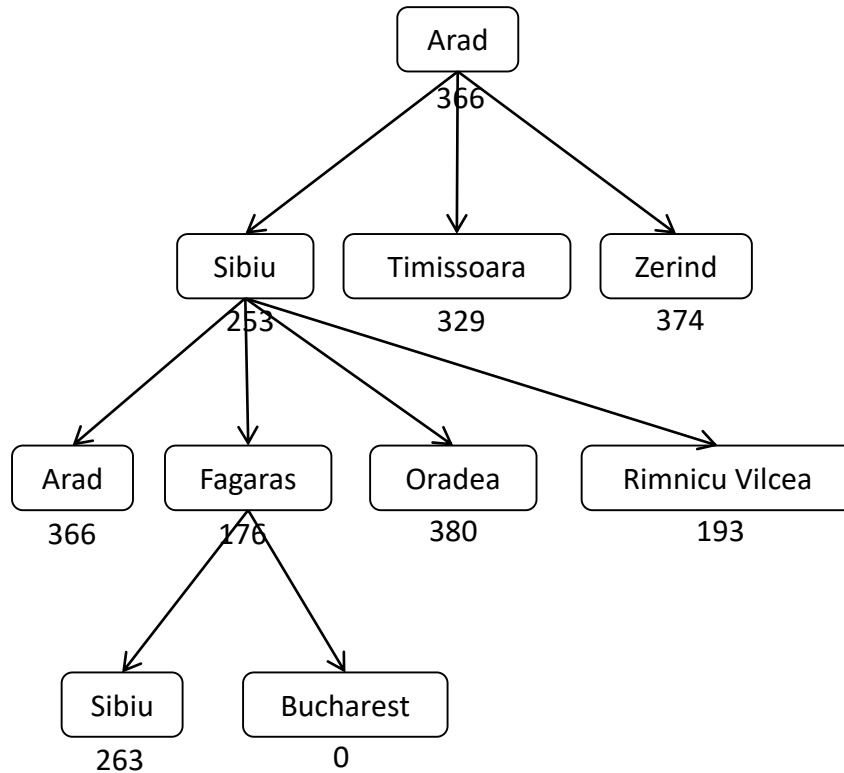 Arad
366
Sibiu
Timissoara
Zerind
253
329
374
Arad
Fagaras
Oradea
Rimnicu Vilcea
366
176
380
193
Sibiu
Bucharest
263
0